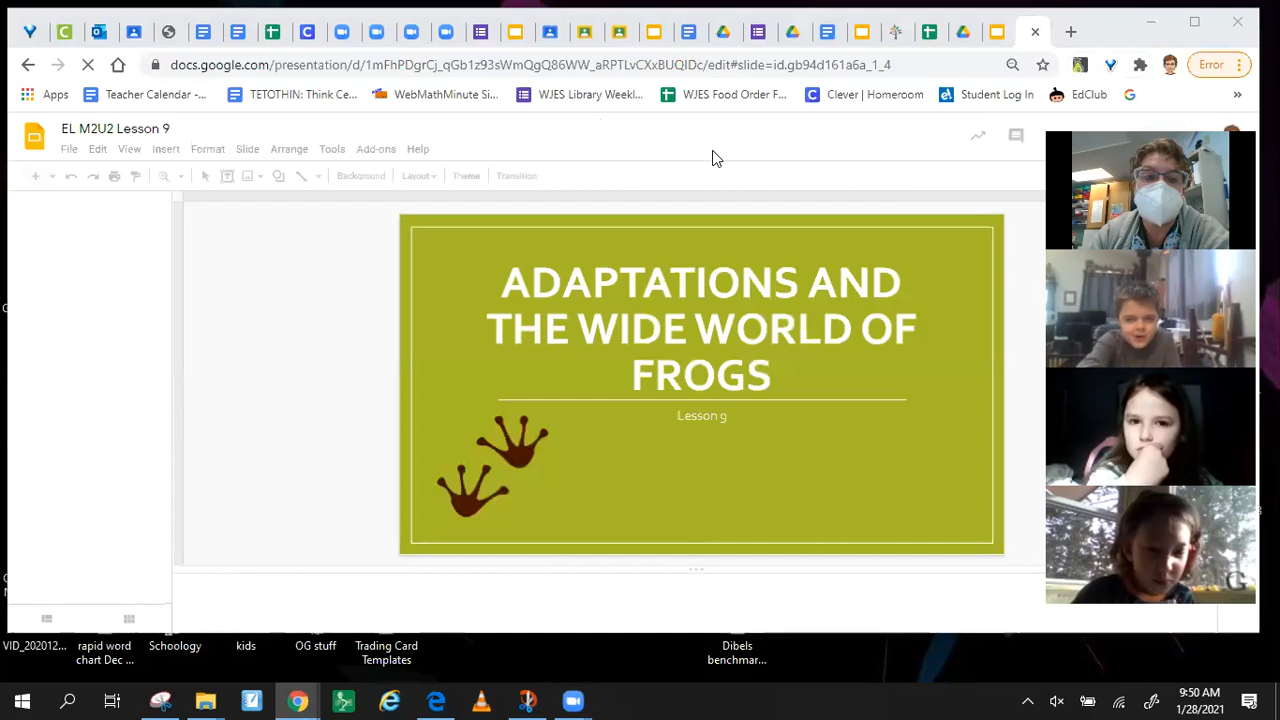 docs.google.com/presentation/d/1mFhPDgrCj_qGb1z93sWmQgQ86WW_aRPTLvCXxBUQIDc/edit#slide=id.gb94d161a6a_1_4
Error
Apps
Teacher Calendar -...
TETOTHIN: Think Ce...
WebMathMinute Si...
WJES Library Weekl...
WJES Food Order F...
Clever | Homeroom
Student Log In
EdClub
»
EL M2U2 Lesson 9
File Edit View Insert Format Slide Arrange Tools Add-ons Help
Background Layout Theme Transition
ADAPTATIONS AND
THE WIDE WORLD OF
FROGS
Lesson 9
G
VID_202012... rapid word Schoology kids OG stuff Trading Card Dibels
chart Dec ... Templates benchmar...
9:50 AM
1/28/2021